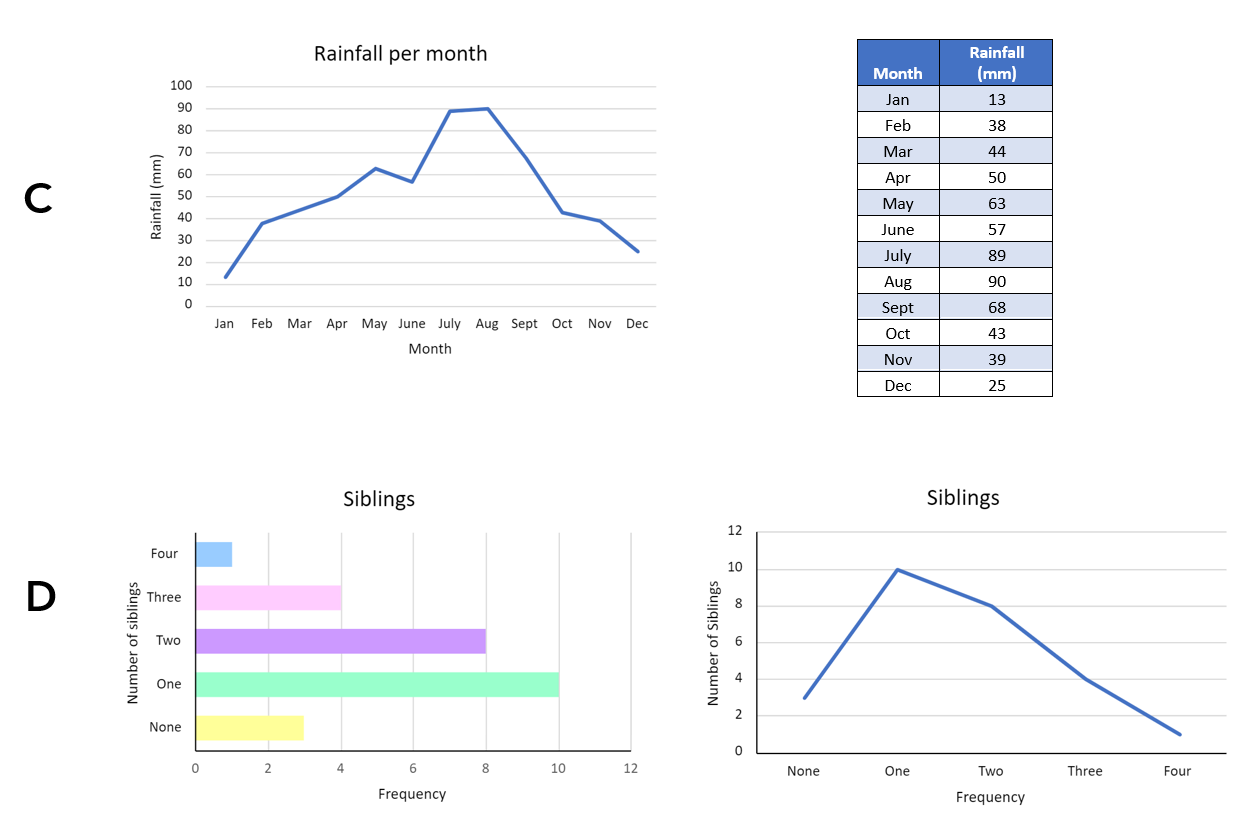 C
Rainfall per month
Rainfall (mm)
100
90
80
70
60
50
40
30
20
10
0
Jan Feb Mar Apr May June July Aug Sept Oct Nov Dec
Month
Month Rainfall (mm)
Jan 13
Feb 38
Mar 44
Apr 50
May 63
June 57
July 89
Aug 90
Sept 68
Oct 43
Nov 39
Dec 25
D
Siblings
Number of siblings
Four
Three
Two
One
None
0 2 4 6 8 10 12
Frequency
Siblings
Number of Siblings
12
10
8
6
4
2
0
None One Two Three Four
Frequency